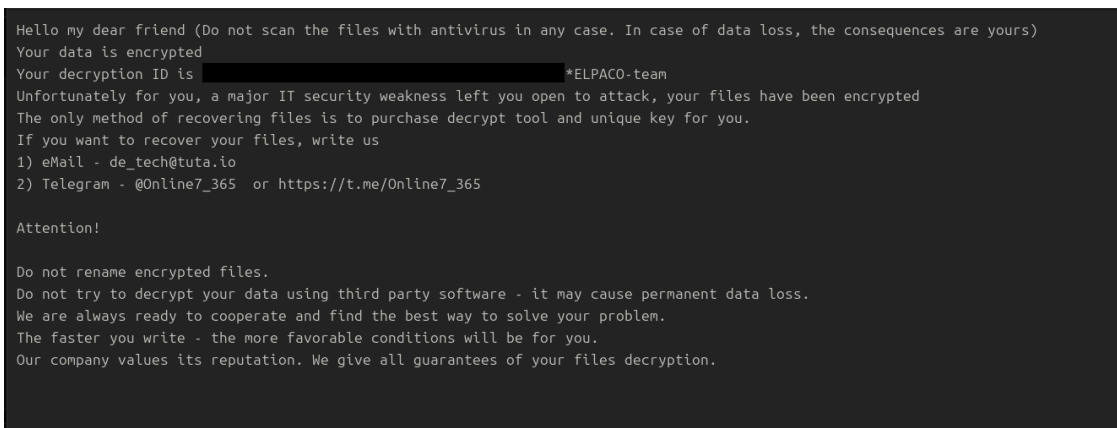 Hello my dear friend (Do not scan the files with antivirus in any case. In case of data loss, the consequences are yours)
Your data is encrypted
Your decryption ID is *ELPACO-team
Unfortunately for you, a major IT security weakness left you open to attack, your files have been encrypted
The only method of recovering files is to purchase decrypt tool and unique key for you.
If you want to recover your files, write us
1) eMail - de_tech@tuta.io
2) Telegram - @Online7_365  or https://t.me/Online7_365
Attention!
Do not rename encrypted files.
Do not try to decrypt your data using third party software - it may cause permanent data loss.
We are always ready to cooperate and find the best way to solve your problem.
The faster you write - the more favorable conditions will be for you.
Our company values its reputation. We give all guarantees of your files decryption.